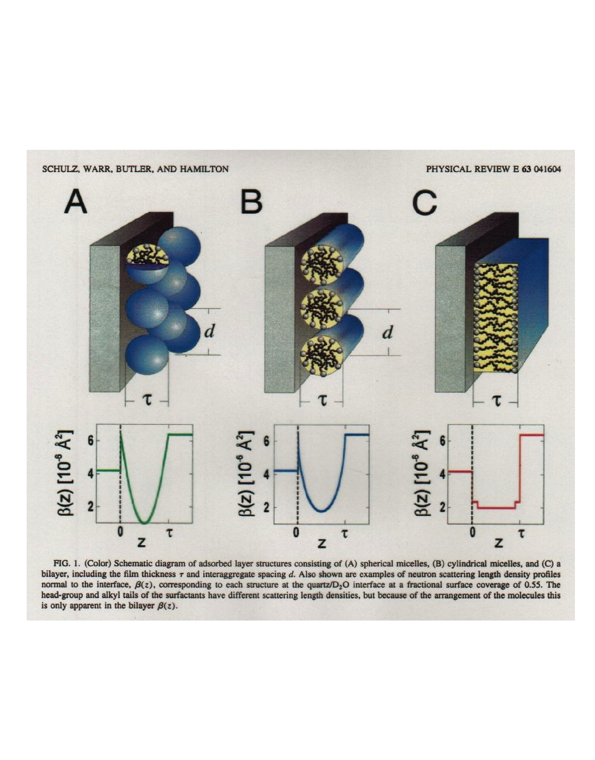 SCHULZ, WARR, BUTLER, AND HAMILTON
PHYSICAL REVIEW E 63 041604
A
B
C
d
d
τ
τ
τ
β(z) [10⁻⁶ Å²]
6
4
2
0
τ
z
β(z) [10⁻⁶ Å²]
6
4
2
0
τ
z
β(z) [10⁻⁶ Å²]
6
4
2
0
τ
z
FIG. 1. (Color) Schematic diagram of adsorbed layer structures consisting of (A) spherical micelles, (B) cylindrical micelles, and (C) a
bilayer, including the film thickness τ and interaggregate spacing d. Also shown are examples of neutron scattering length density profiles
normal to the interface, β(z), corresponding to each structure at the quartz/D₂O interface at a fractional surface coverage of 0.55. The
head-group and alkyl tails of the surfactants have different scattering length densities, but because of the arrangement of the molecules this
is only apparent in the bilayer β(z).